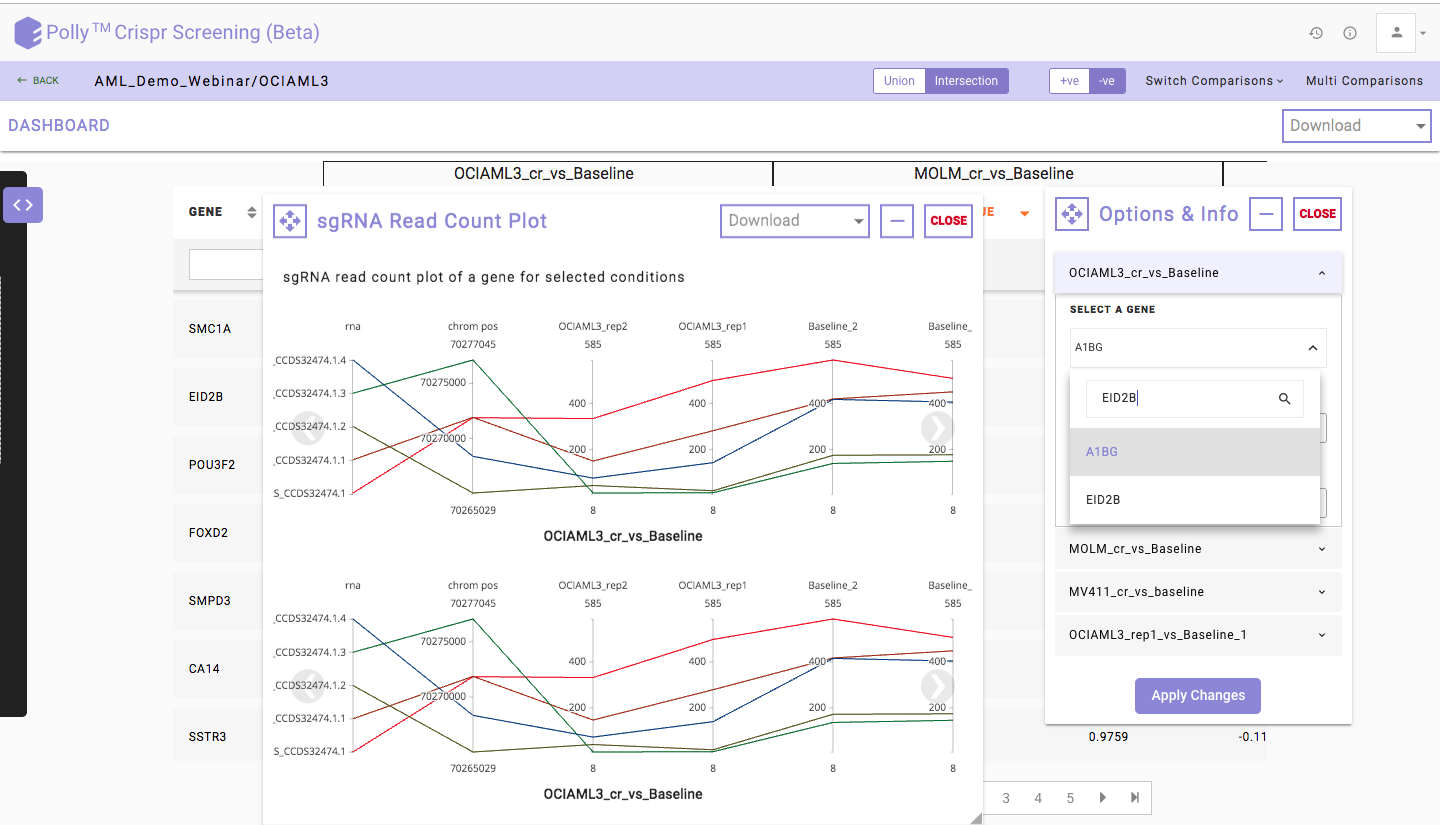 Polly™ Crispr Screening (Beta)
← BACK
AML_Demo_Webinar/OCIAML3
Union
Intersection
+ve
-ve
Switch Comparisons
Multi Comparisons
DASHBOARD
Download
OCIAML3_cr_vs_Baseline
MOLM_cr_vs_Baseline
GENE
UE
SMC1A
EID2B
POU3F2
FOXD2
SMPD3
CA14
SSTR3
0.9759
-0.11
3
4
5
sgRNA Read Count Plot
Download
CLOSE
sgRNA read count plot of a gene for selected conditions
rna
chrom pos
OCIAML3_rep2
OCIAML3_rep1
Baseline_2
Baseline_
70277045
585
585
585
585
_CCDS32474.1.4
_CCDS32474.1.3
_CCDS32474.1.2
_CCDS32474.1.1
S_CCDS32474.1
70275000
70270000
400
400
400
400
200
200
200
200
70265029
8
8
8
8
OCIAML3_cr_vs_Baseline
rna
chrom pos
OCIAML3_rep2
OCIAML3_rep1
Baseline_2
Baseline_
70277045
585
585
585
585
_CCDS32474.1.4
_CCDS32474.1.3
_CCDS32474.1.2
_CCDS32474.1.1
S_CCDS32474.1
70275000
70270000
400
400
400
400
200
200
200
200
70265029
8
8
8
8
OCIAML3_cr_vs_Baseline
Options & Info
CLOSE
OCIAML3_cr_vs_Baseline
SELECT A GENE
A1BG
EID2B
A1BG
EID2B
MOLM_cr_vs_Baseline
MV411_cr_vs_baseline
OCIAML3_rep1_vs_Baseline_1
Apply Changes